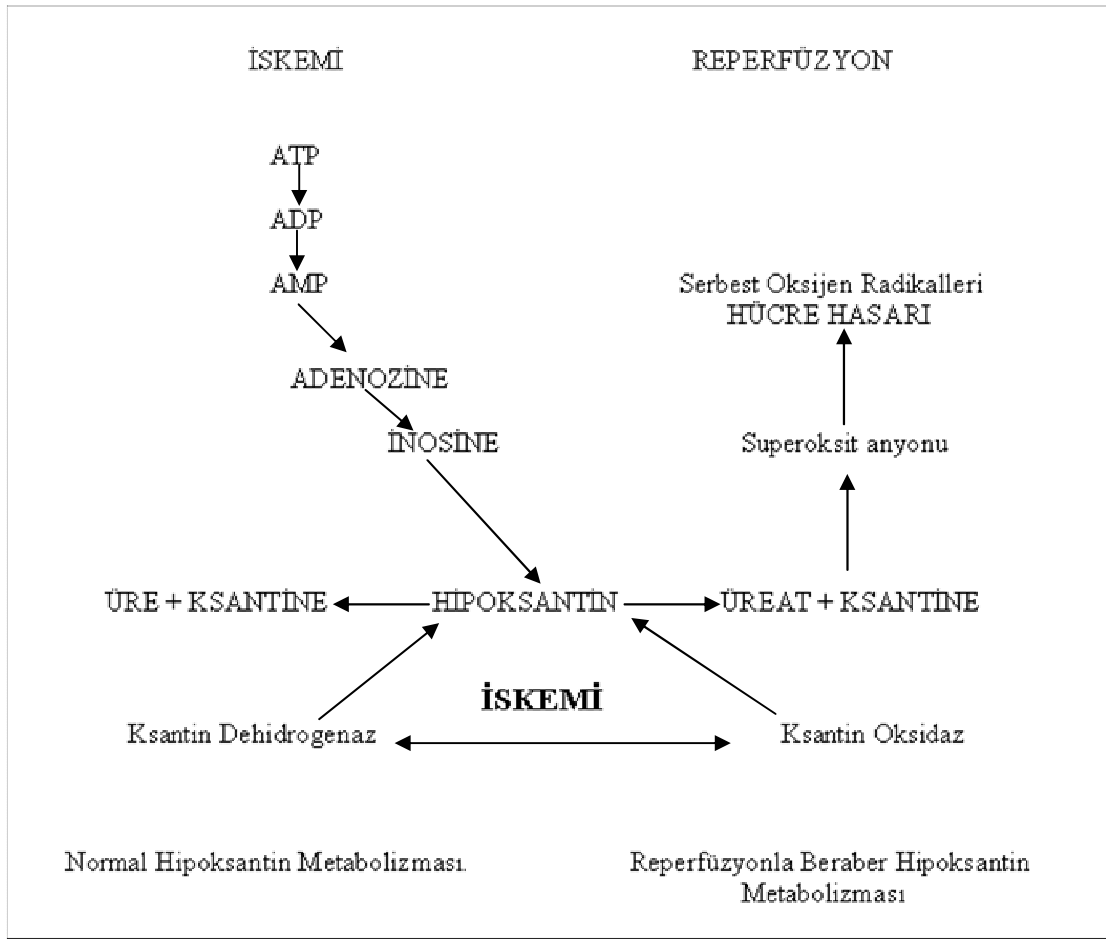 İSKEMİ
REPERFÜZYON
ATP
ADP
AMP
Serbest Oksijen Radikalleri
HÜCRE HASARI
ADENOZİNE
İNOSİNE
Superoksit anyonu
ÜRE + KSANTİNE
HİPOKSANTİN
ÜREAT + KSANTİNE
İSKEMİ
Ksantin Dehidrogenaz
Ksantin Oksidaz
Normal Hipoksantin Metabolizması.
Reperfüzyonla Beraber Hipoksantin
Metabolizması